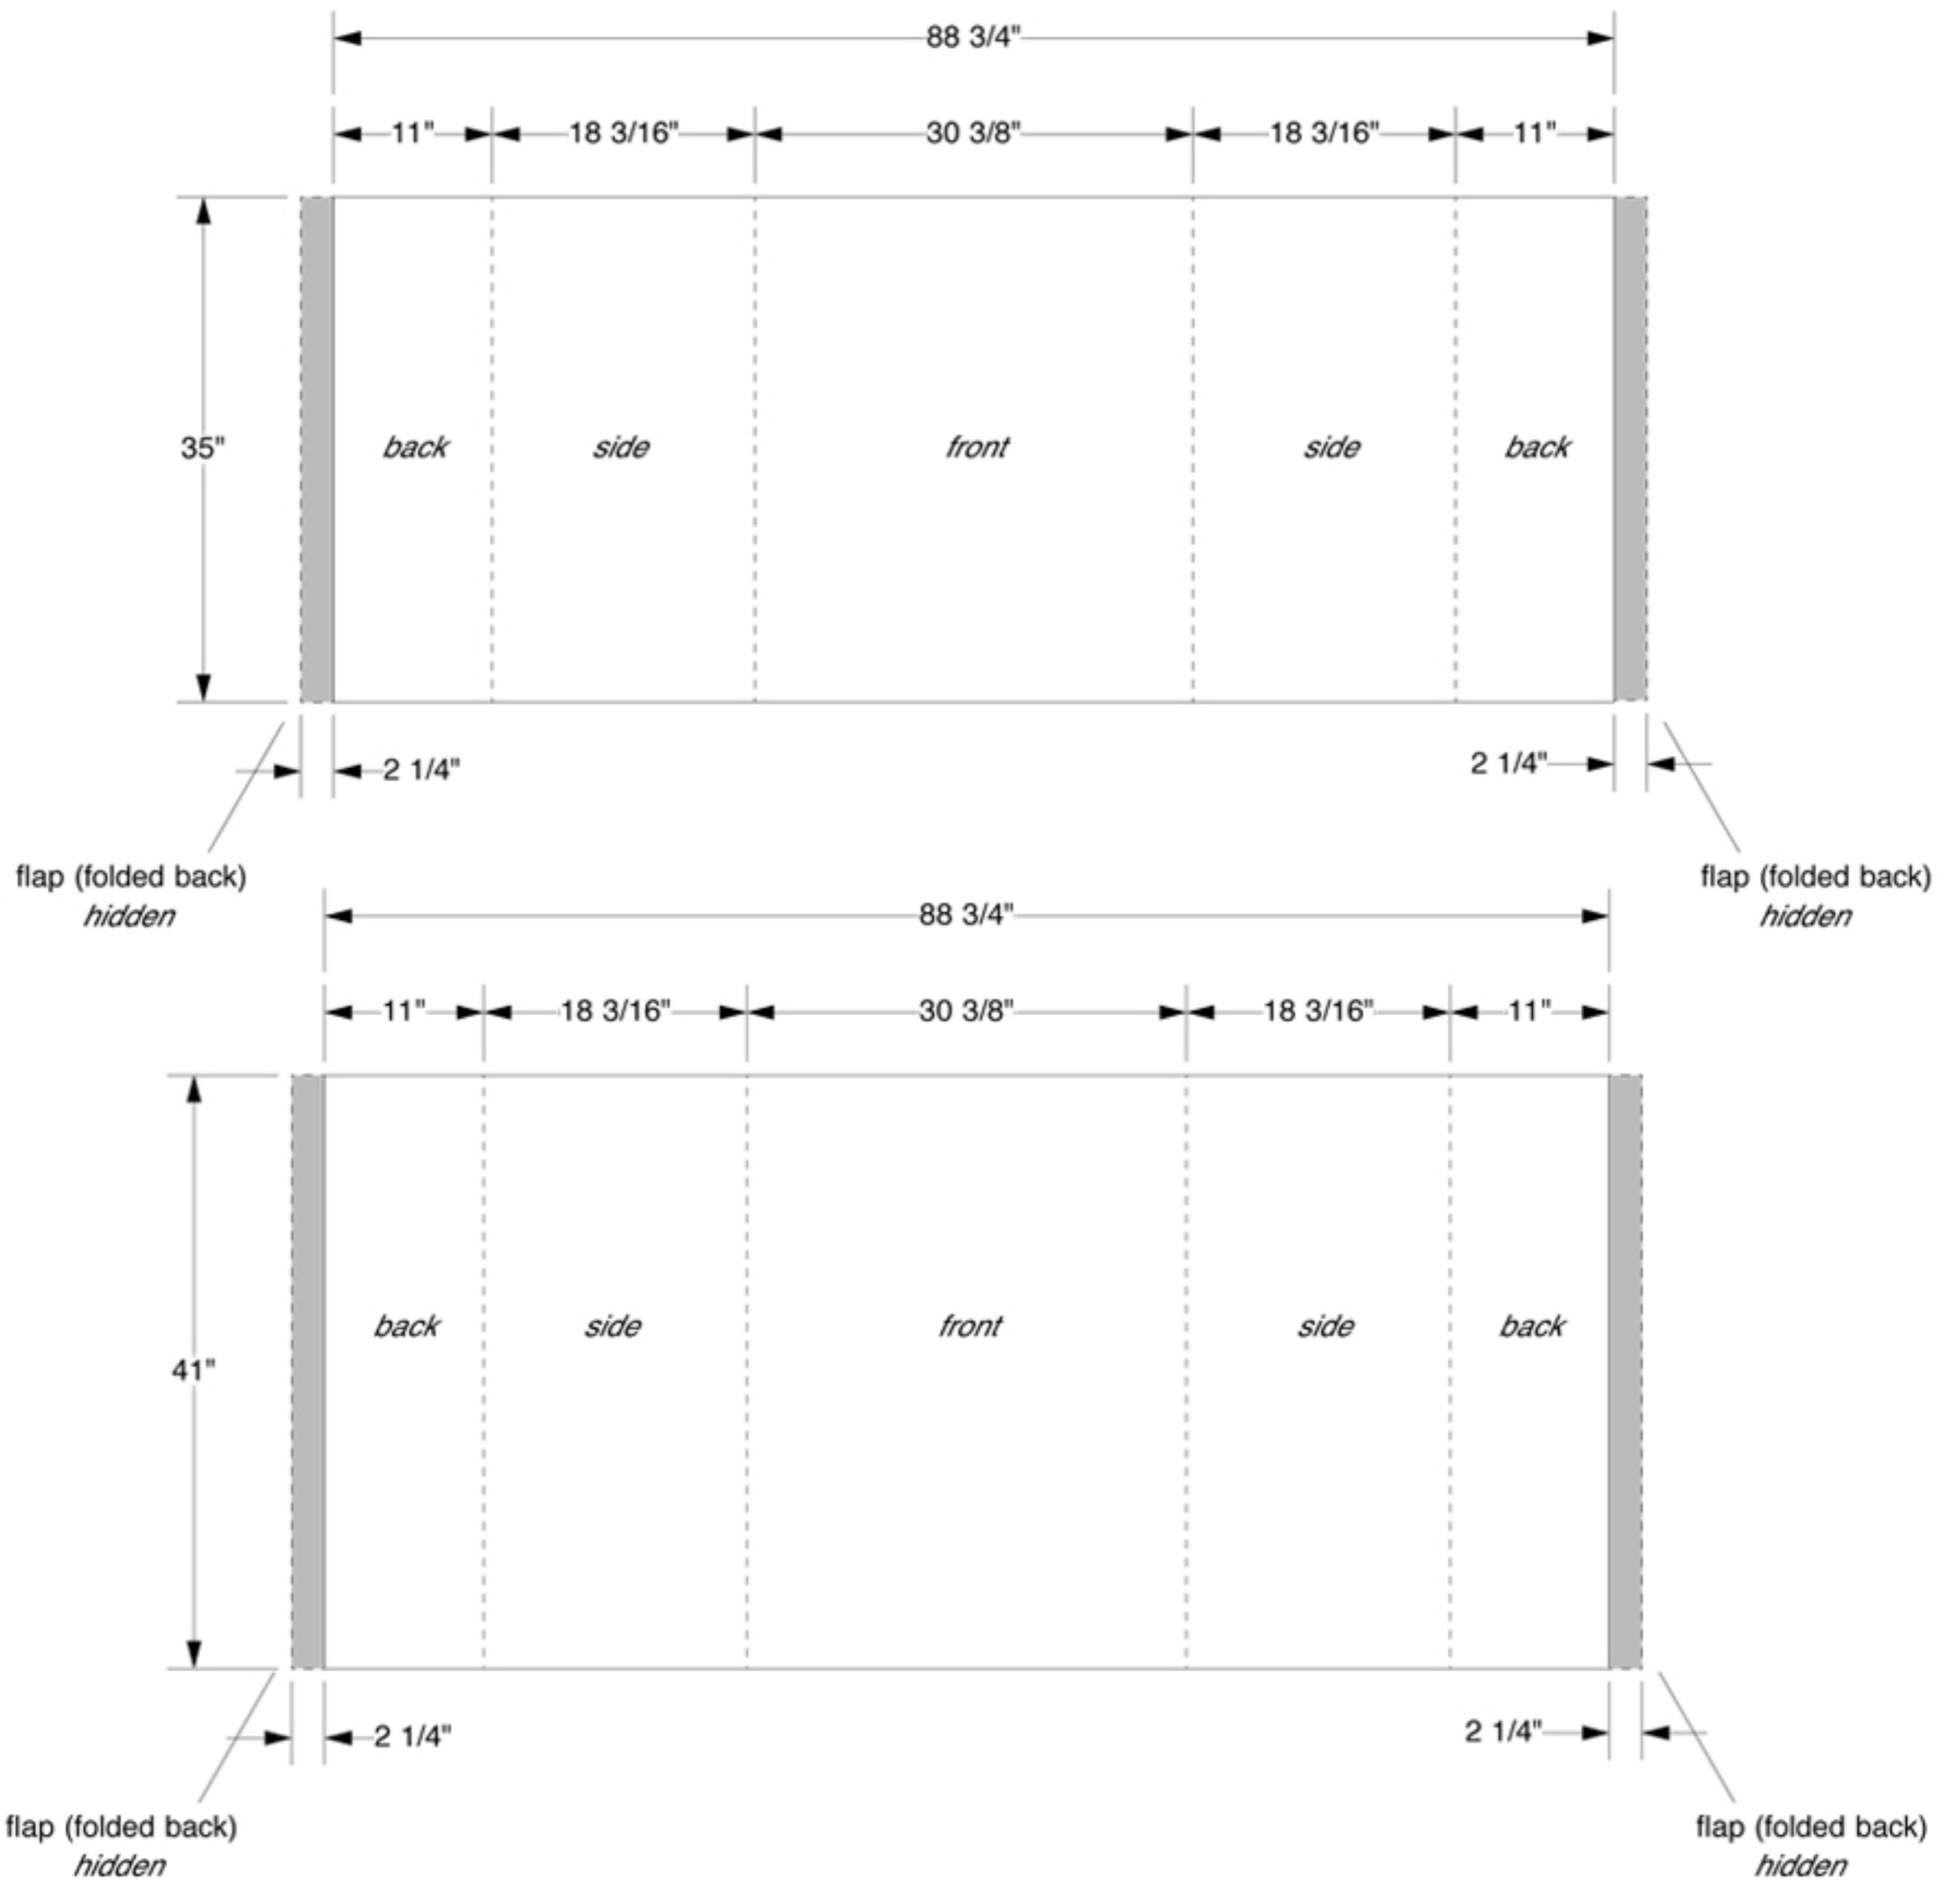 88 3/4"
11" 18 3/16" 30 3/8" 18 3/16" 11"
35" back side front side back
2 1/4" 2 1/4"
flap (folded back) flap (folded back)
hidden hidden
88 3/4"
11" 18 3/16" 30 3/8" 18 3/16" 11"
back side front side back
41"
2 1/4" 2 1/4"
flap (folded back) flap (folded back)
hidden hidden